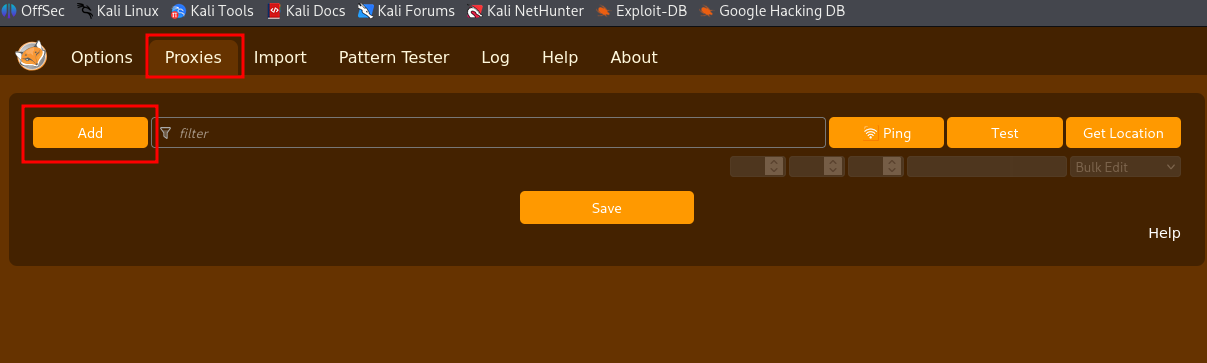 OffSec Kali Linux Kali Tools Kali Docs Kali Forums Kali NetHunter Exploit-DB Google Hacking DB
Options Proxies Import Pattern Tester Log Help About
Add filter Ping Test Get Location
Bulk Edit
Save
Help